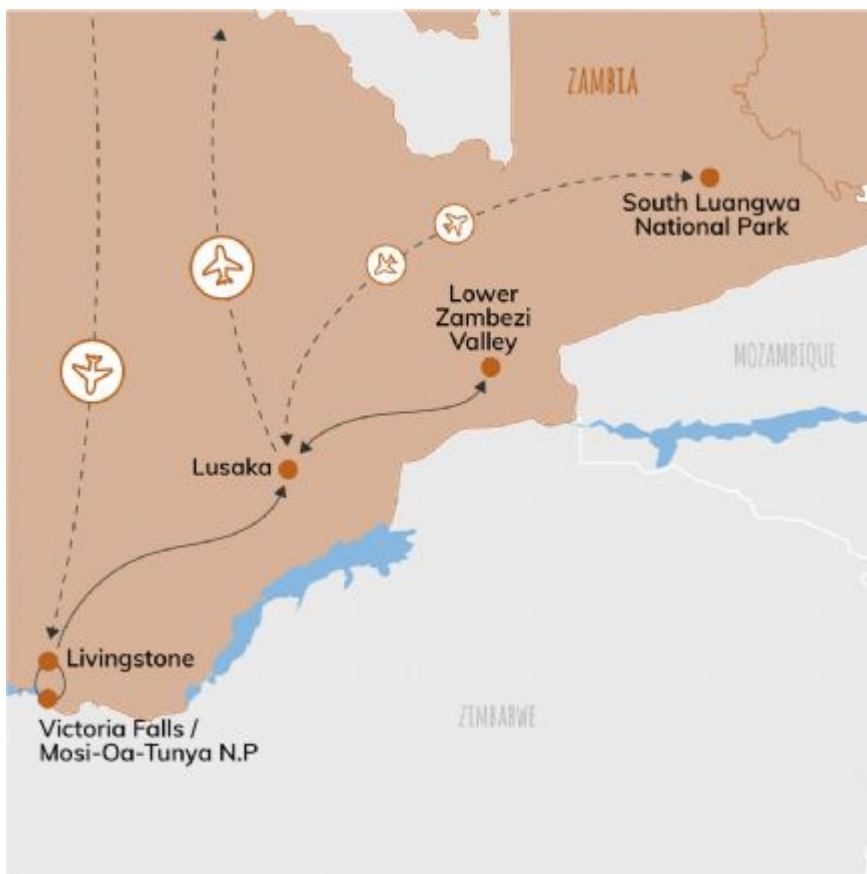 ZAMBIA
South Luangwa
National Park
Lower
Zambezi
Valley
MOZAMBIQUE
Lusaka
Livingstone
ZIMBABWE
Victoria Falls /
Mosi-Oa-Tunya N.P